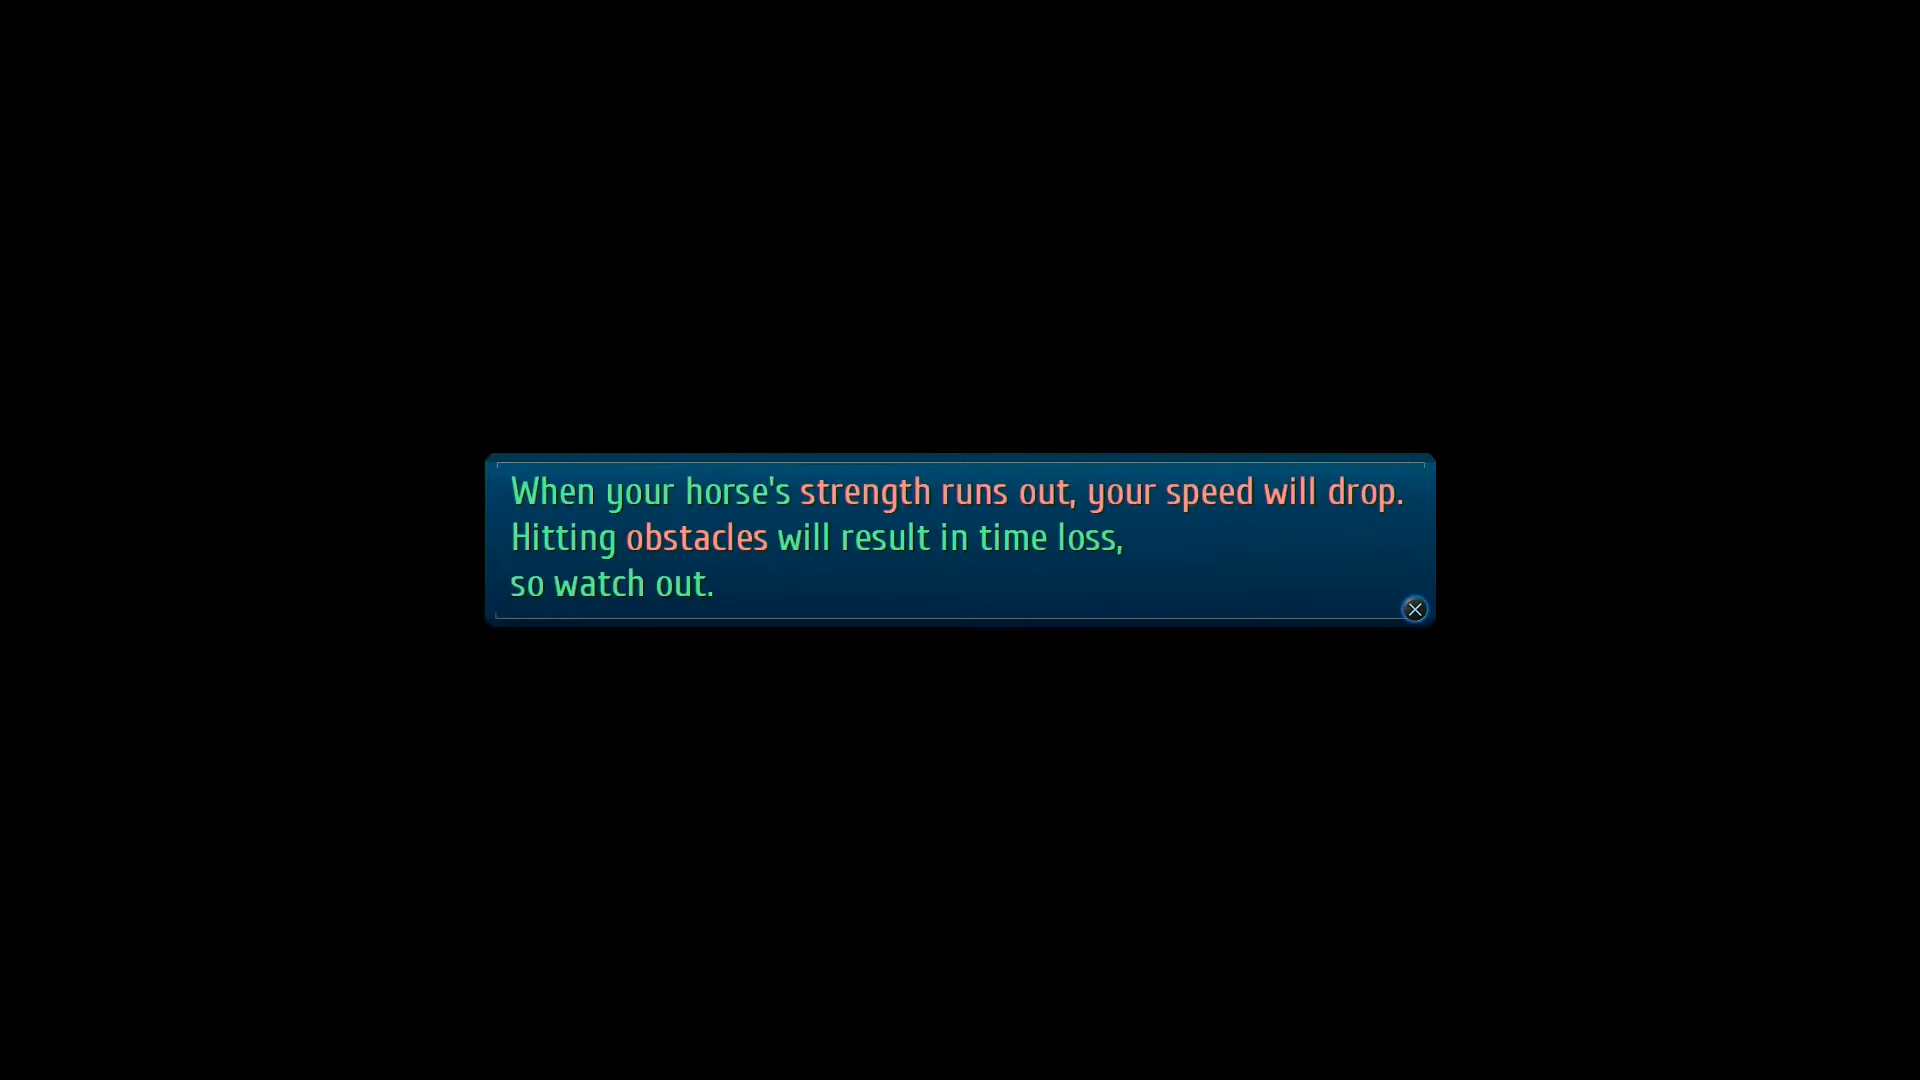 When your horse's strength runs out, your speed will drop.
Hitting obstacles will result in time loss,
so watch out.